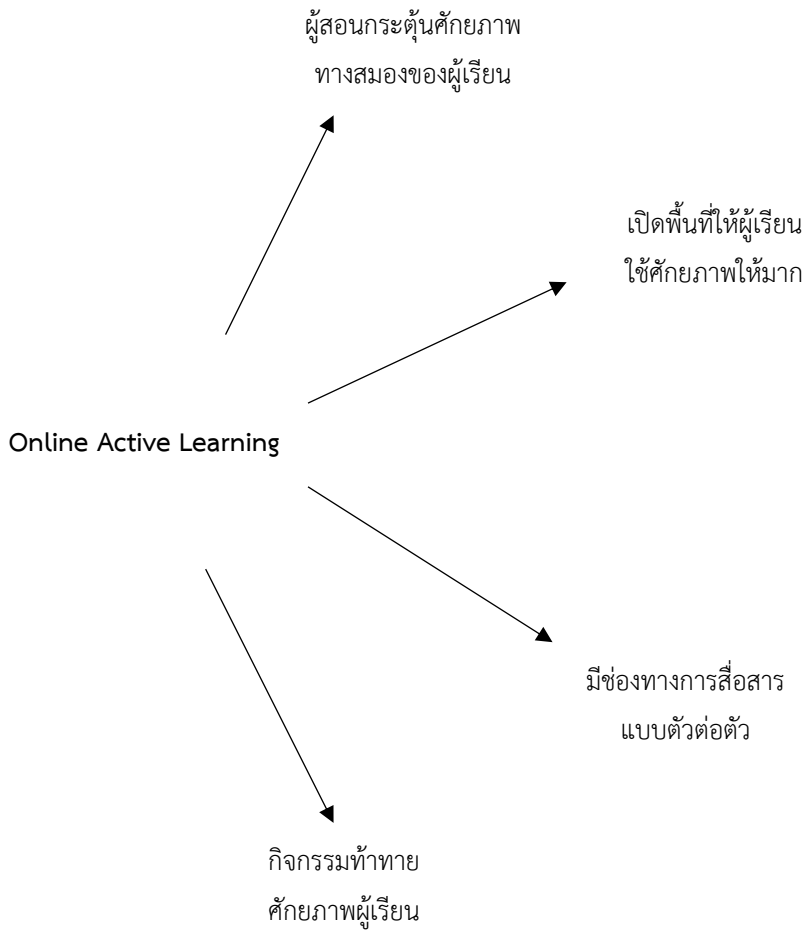 ผู้สอนกระตุ้นศักยภาพ
ทางสมองของผู้เรียน
เปิดพื้นที่ให้ผู้เรียน
ใช้ศักยภาพให้มาก
Online Active Learning
มีช่องทางการสื่อสาร
แบบตัวต่อตัว
กิจกรรมท้าทาย
ศักยภาพผู้เรียน